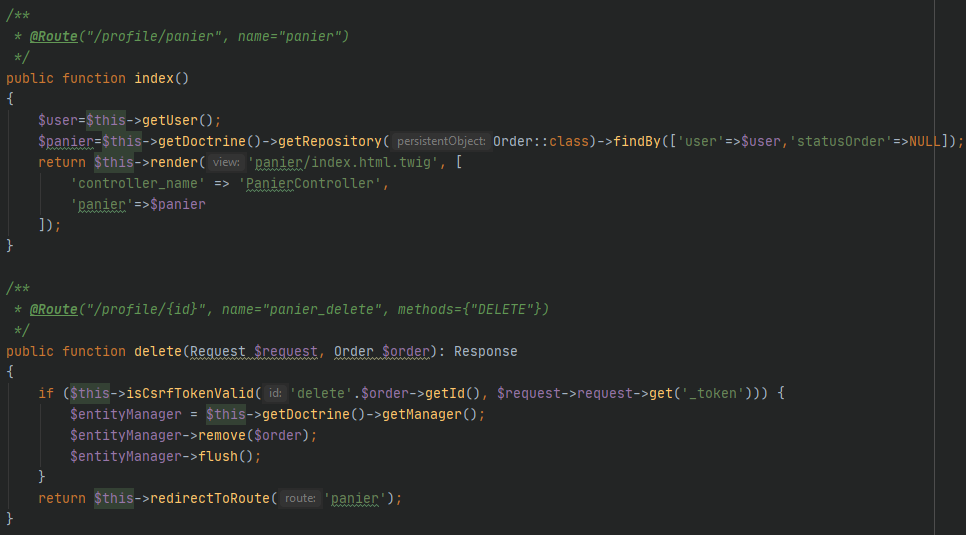 /**
 * @Route("/profile/panier", name="panier")
 */
public function index()
{
    $user=$this->getUser();
    $panier=$this->getDoctrine()->getRepository( persistentObject: Order::class)->findBy(['user'=>$user,'statusOrder'=>NULL]);
    return $this->render( view: 'panier/index.html.twig', [
        'controller_name' => 'PanierController',
        'panier'=>$panier
    ]);
}

/**
 * @Route("/profile/{id}", name="panier_delete", methods={"DELETE"})
 */
public function delete(Request $request, Order $order): Response
{
    if ($this->isCsrfTokenValid( id: 'delete'.$order->getId(), $request->request->get('_token'))) {
        $entityManager = $this->getDoctrine()->getManager();
        $entityManager->remove($order);
        $entityManager->flush();
    }
    return $this->redirectToRoute( route: 'panier');
}